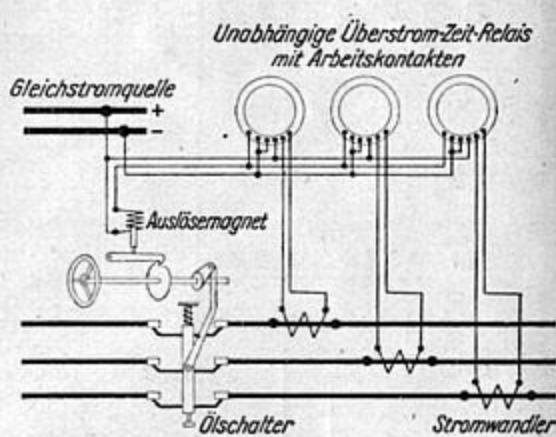 Unabhängige Überstrom-Zeit-Relais
mit Arbeitskontakten
Gleichstromquelle
+
-
Auslösemagnet
Ölschalter
Stromwandler